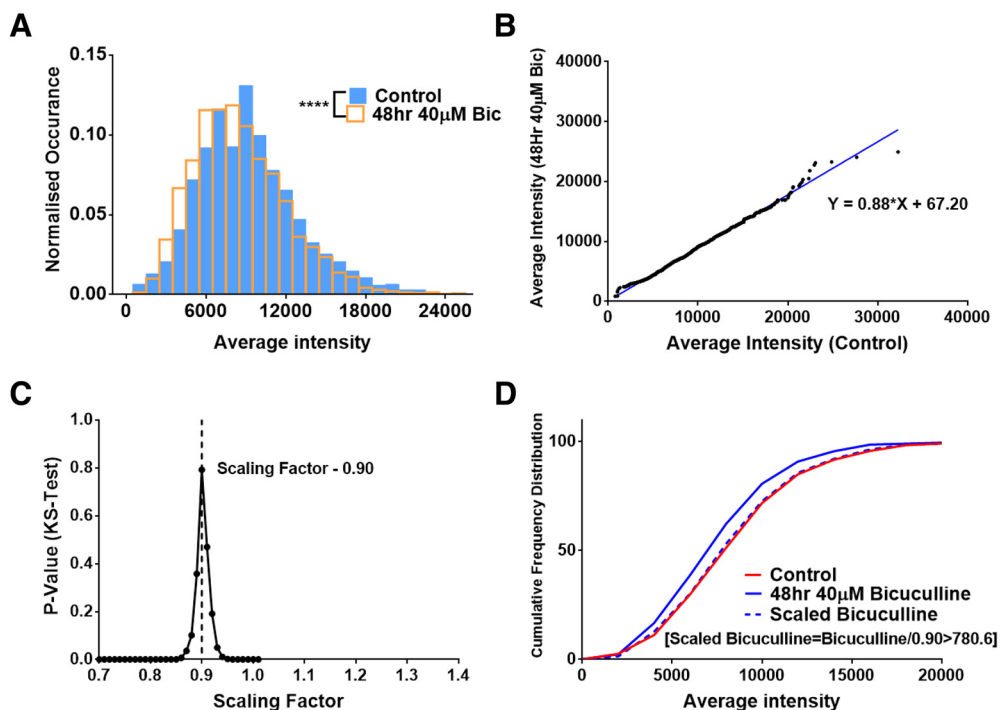 A
Normalised Occurance
0.15
0.10
0.05
0.00
0
6000
12000
18000
24000
Average intensity
****
Control
48hr 40μM Bic
B
Average Intensity (48Hr 40μM Bic)
40000
30000
20000
10000
0
0
10000
20000
30000
40000
Average Intensity (Control)
Y = 0.88*X + 67.20
C
P-Value (KS-Test)
1.0
0.8
0.6
0.4
0.2
0.0
0.7
0.8
0.9
1.0
1.1
1.2
1.3
1.4
Scaling Factor
Scaling Factor - 0.90
D
Cumulative Frequency Distribution
100
50
0
0
5000
10000
15000
20000
Average intensity
Control
48hr 40μM Bicuculline
Scaled Bicuculline
[Scaled Bicuculline=Bicuculline/0.90>780.6]